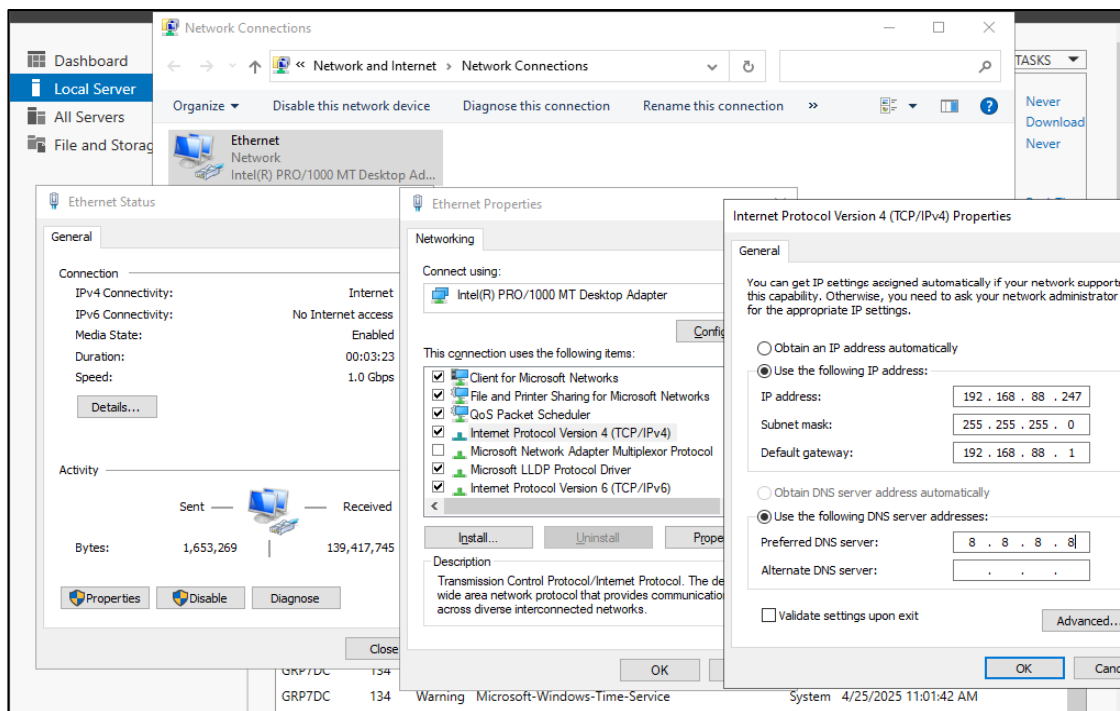 Network Connections
« Network and Internet › Network Connections
Organize Disable this network device Diagnose this connection Rename this connection »
Dashboard
Local Server
All Servers
File and Storag
TASKS
Never
Download
Never
Ethernet
Network
Intel(R) PRO/1000 MT Desktop Ad...
Ethernet Status
General
Connection
IPv4 Connectivity: Internet
IPv6 Connectivity: No Internet access
Media State: Enabled
Duration: 00:03:23
Speed: 1.0 Gbps
Details...
Activity
Sent Received
Bytes: 1,653,269 139,417,745
Properties Disable Diagnose
Close
Ethernet Properties
Networking
Connect using:
Intel(R) PRO/1000 MT Desktop Adapter
Config
This connection uses the following items:
Client for Microsoft Networks
File and Printer Sharing for Microsoft Networks
QoS Packet Scheduler
Internet Protocol Version 4 (TCP/IPv4)
Microsoft Network Adapter Multiplexor Protocol
Microsoft LLDP Protocol Driver
Internet Protocol Version 6 (TCP/IPv6)
Install... Uninstall Prope
Description
Transmission Control Protocol/Internet Protocol. The de
wide area network protocol that provides communication
across diverse interconnected networks.
OK
Internet Protocol Version 4 (TCP/IPv4) Properties
General
You can get IP settings assigned automatically if your network supports
this capability. Otherwise, you need to ask your network administrator
for the appropriate IP settings.
Obtain an IP address automatically
Use the following IP address:
IP address: 192 . 168 . 88 . 247
Subnet mask: 255 . 255 . 255 . 0
Default gateway: 192 . 168 . 88 . 1
Obtain DNS server address automatically
Use the following DNS server addresses:
Preferred DNS server: 8 . 8 . 8 . 8
Alternate DNS server: . . .
Validate settings upon exit
Advanced...
OK Canc
GRP7DC 134
GRP7DC 134 Warning Microsoft-Windows-Time-Service System 4/25/2025 11:01:42 AM